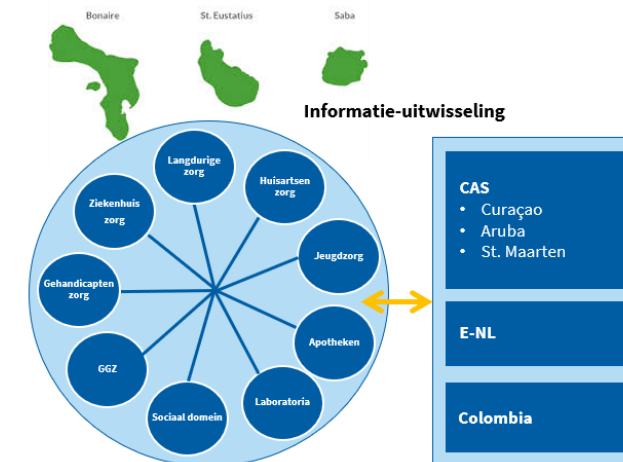 Bonaire
St. Eustatius
Saba
Informatie-uitwisseling
Langdurige
zorg
Huisartsen
zorg
Ziekenhuis
zorg
Jeugdzorg
Gehandicapten
zorg
Apotheken
GGZ
Laboratoria
Sociaal domein
CAS
• Curaçao
• Aruba
• St. Maarten
E-NL
Colombia